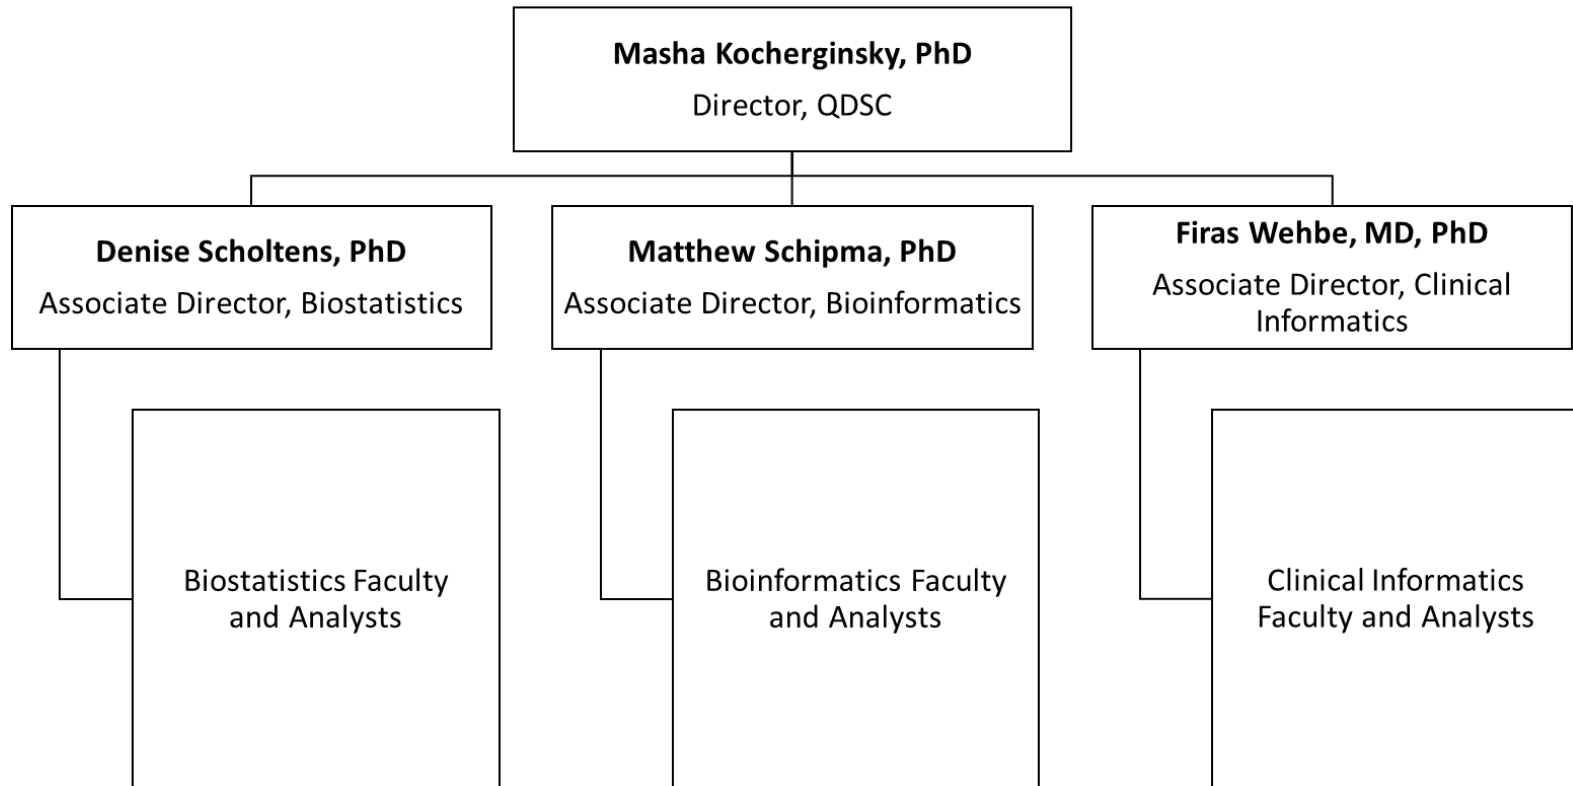 Masha Kocherginsky, PhD
Director, QDSC
Denise Scholtens, PhD
Associate Director, Biostatistics
Matthew Schipma, PhD
Associate Director, Bioinformatics
Firas Wehbe, MD, PhD
Associate Director, Clinical
Informatics
Biostatistics Faculty
and Analysts
Bioinformatics Faculty
and Analysts
Clinical Informatics
Faculty and Analysts